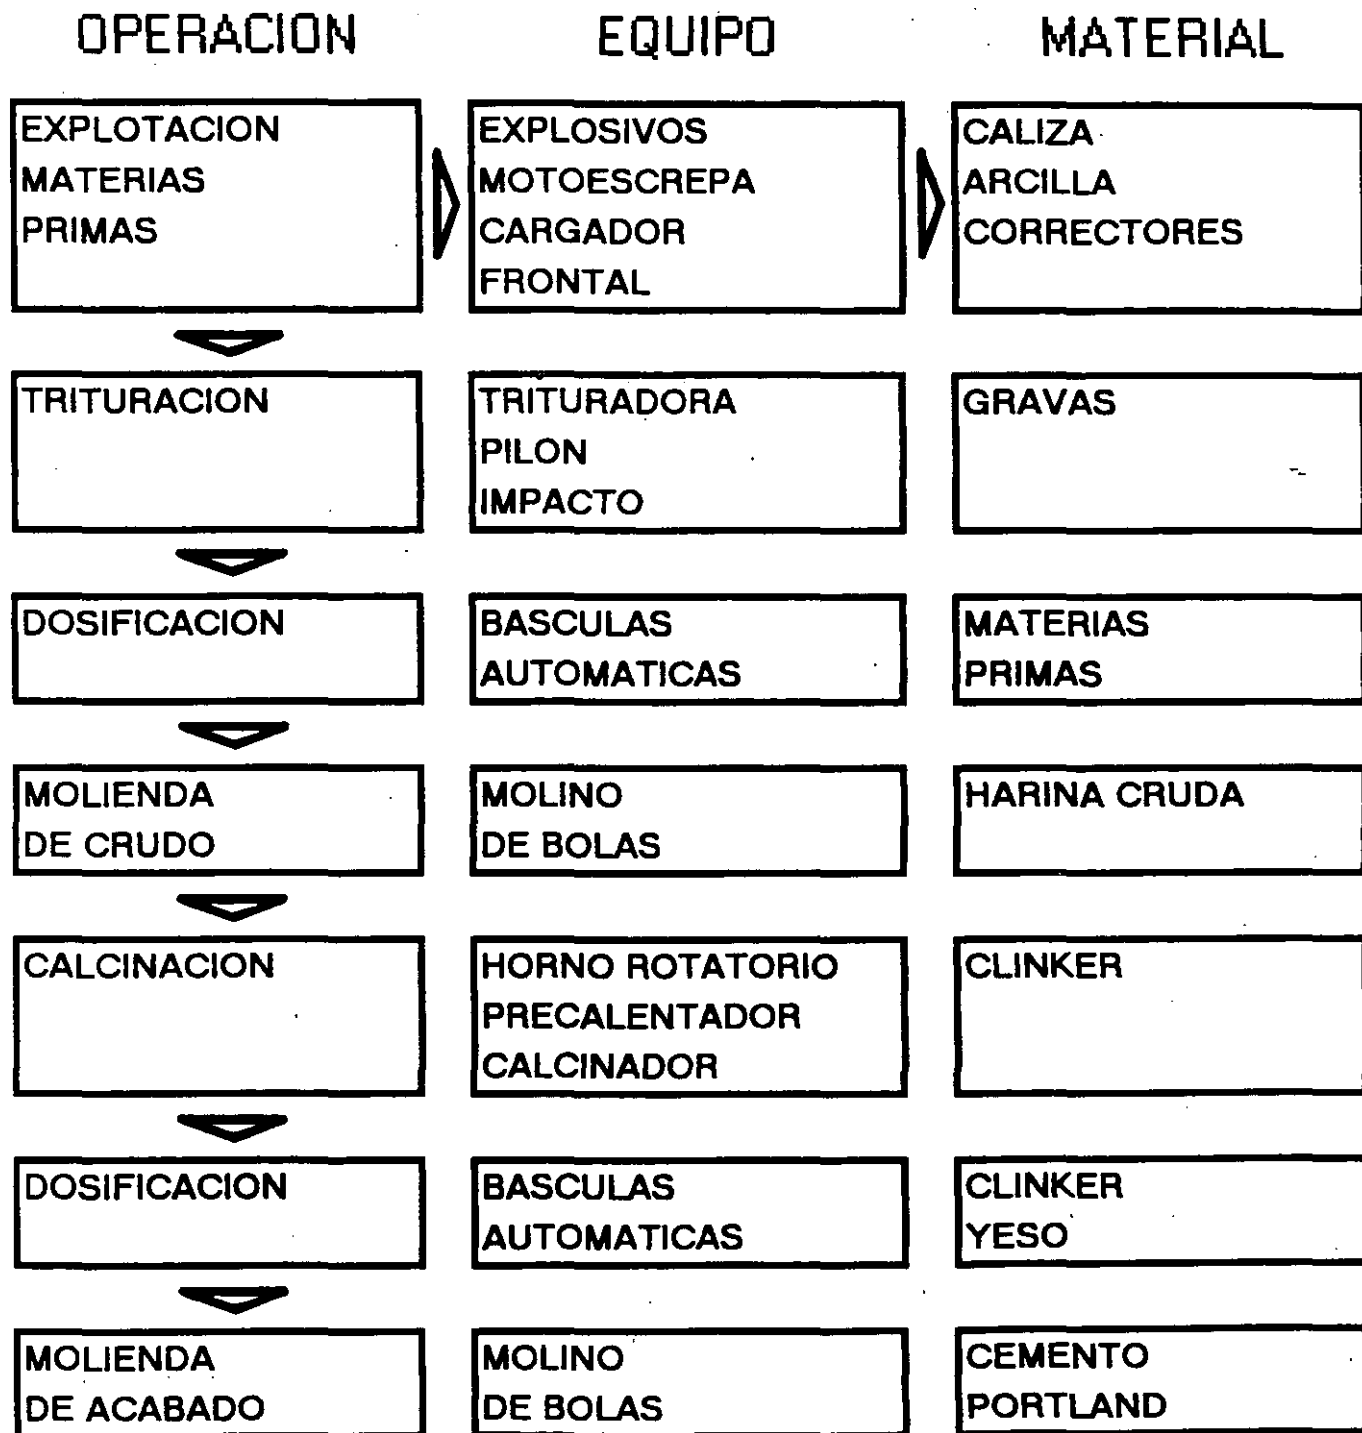 OPERACION
EQUIPO
MATERIAL
EXPLOTACION
MATERIAS
PRIMAS
EXPLOSIVOS
MOTOESCREPA
CARGADOR
FRONTAL
CALIZA
ARCILLA
CORRECTORES
TRITURACION
TRITURADORA
PILON
IMPACTO
GRAVAS
DOSIFICACION
BASCULAS
AUTOMATICAS
MATERIAS
PRIMAS
MOLIENDA
DE CRUDO
MOLINO
DE BOLAS
HARINA CRUDA
CALCINACION
HORNO ROTATORIO
PRECALENTADOR
CALCINADOR
CLINKER
DOSIFICACION
BASCULAS
AUTOMATICAS
CLINKER
YESO
MOLIENDA
DE ACABADO
MOLINO
DE BOLAS
CEMENTO
PORTLAND